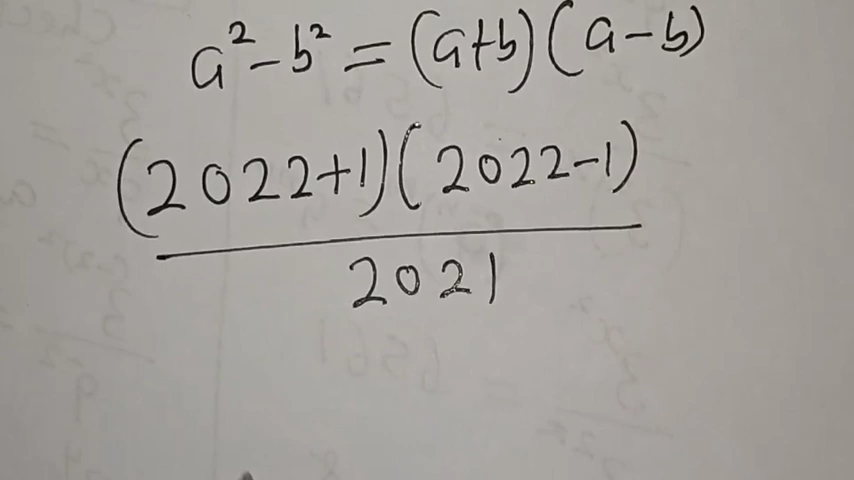 a² - b² = (a+b)(a-b)
(2022+1)(2022-1)
2021